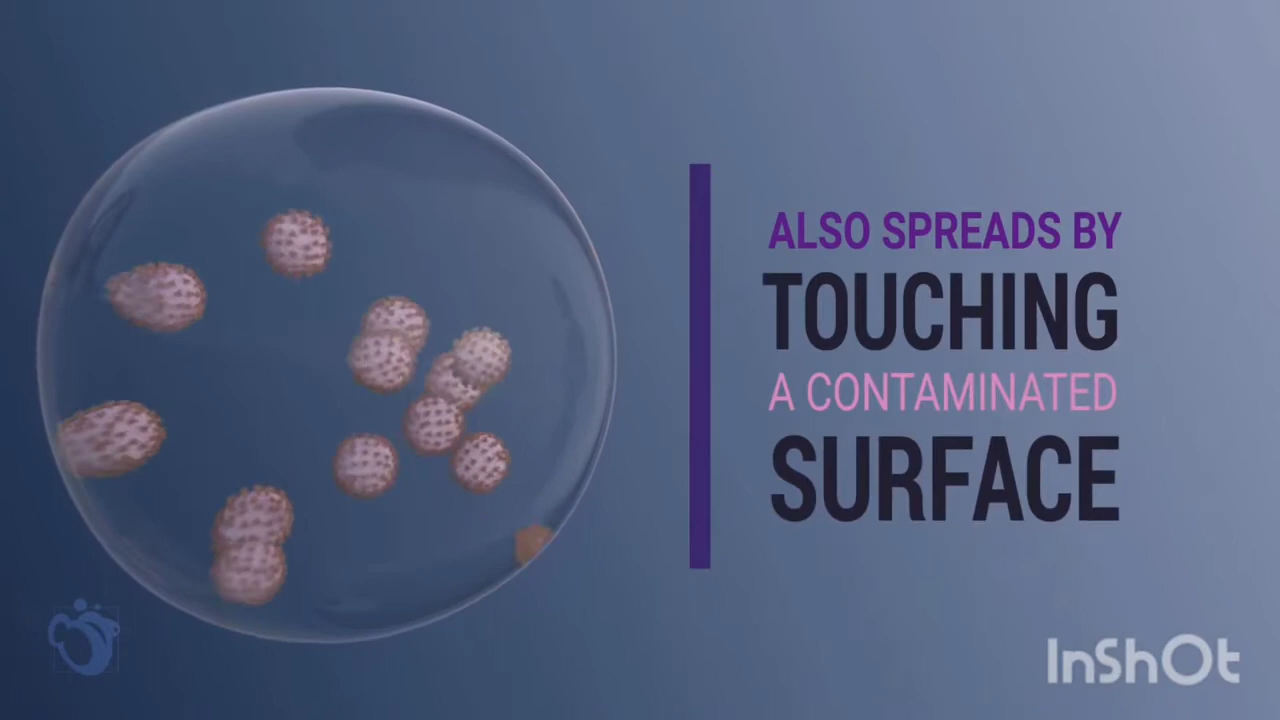 ALSO SPREADS BY
TOUCHING
A CONTAMINATED
SURFACE
InShOt